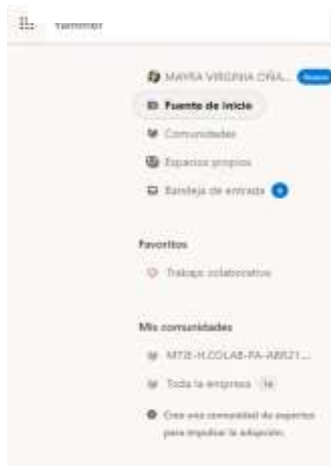 Yammer
MAYRA VIRGINIA OÑA...
Fuente de inicio
Comunidades
Espacios propios
Bandeja de entrada
Favoritos
Trabajo colaborativo
Mis comunidades
MTIE-H.COLAB-PA-ABR21...
Toda la empresa 14
Crea una comunidad de expertos
para impulsar la adopción.